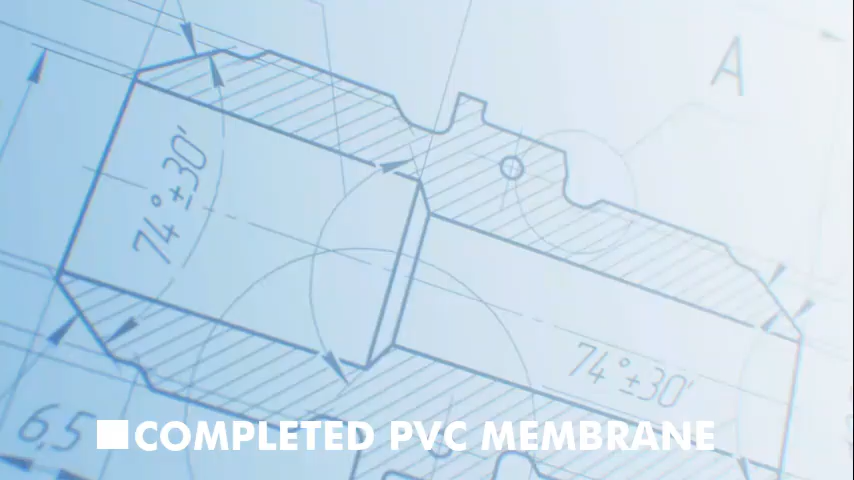 A
74°±30'
74°±30'
6,5
■COMPLETED PVC MEMBRANE